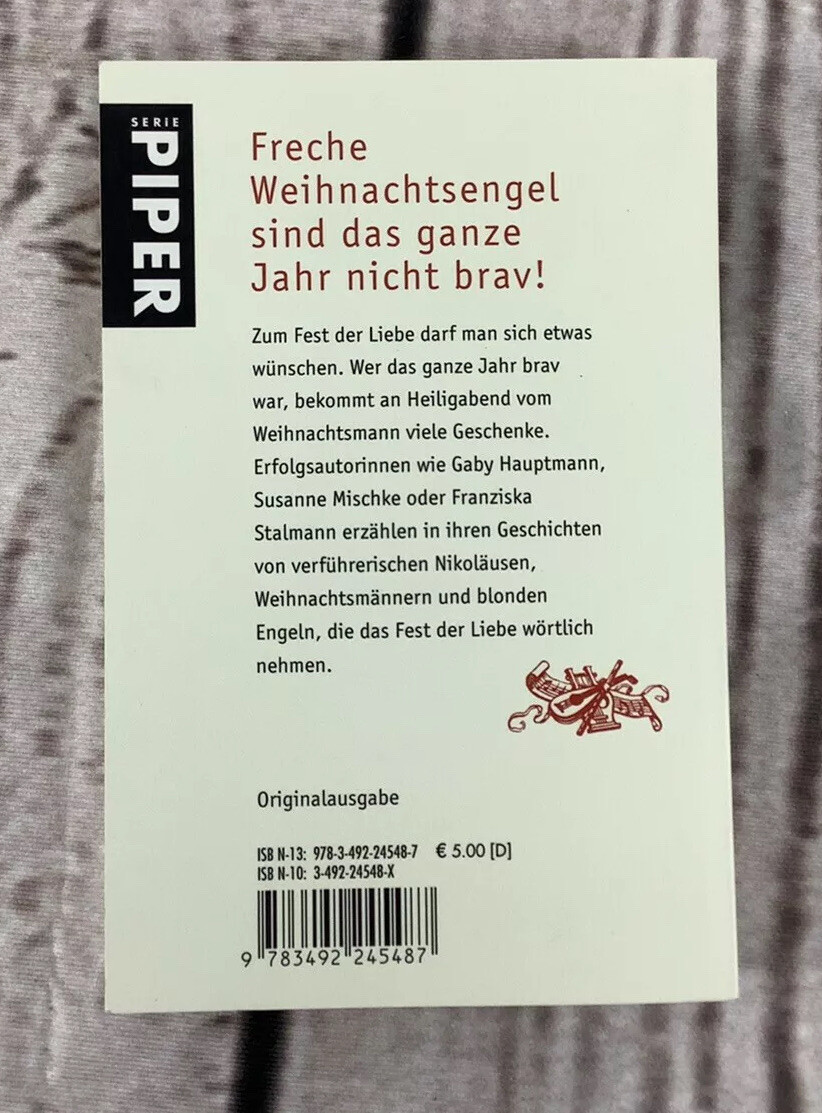 SERIE
PIPER
Freche
Weihnachtsengel
sind das ganze
Jahr nicht brav!
Zum Fest der Liebe darf man sich etwas
wünschen. Wer das ganze Jahr brav
war, bekommt an Heiligabend vom
Weihnachtsmann viele Geschenke.
Erfolgsautorinnen wie Gaby Hauptmann,
Susanne Mischke oder Franziska
Stalmann erzählen in ihren Geschichten
von verführerischen Nikoläusen,
Weihnachtsmännern und blonden
Engeln, die das Fest der Liebe wörtlich
nehmen.
Originalausgabe
ISBN-13: 978-3-492-24548-7 € 5.00 [D]
ISBN-10: 3-492-24548-X
9 783492 245487